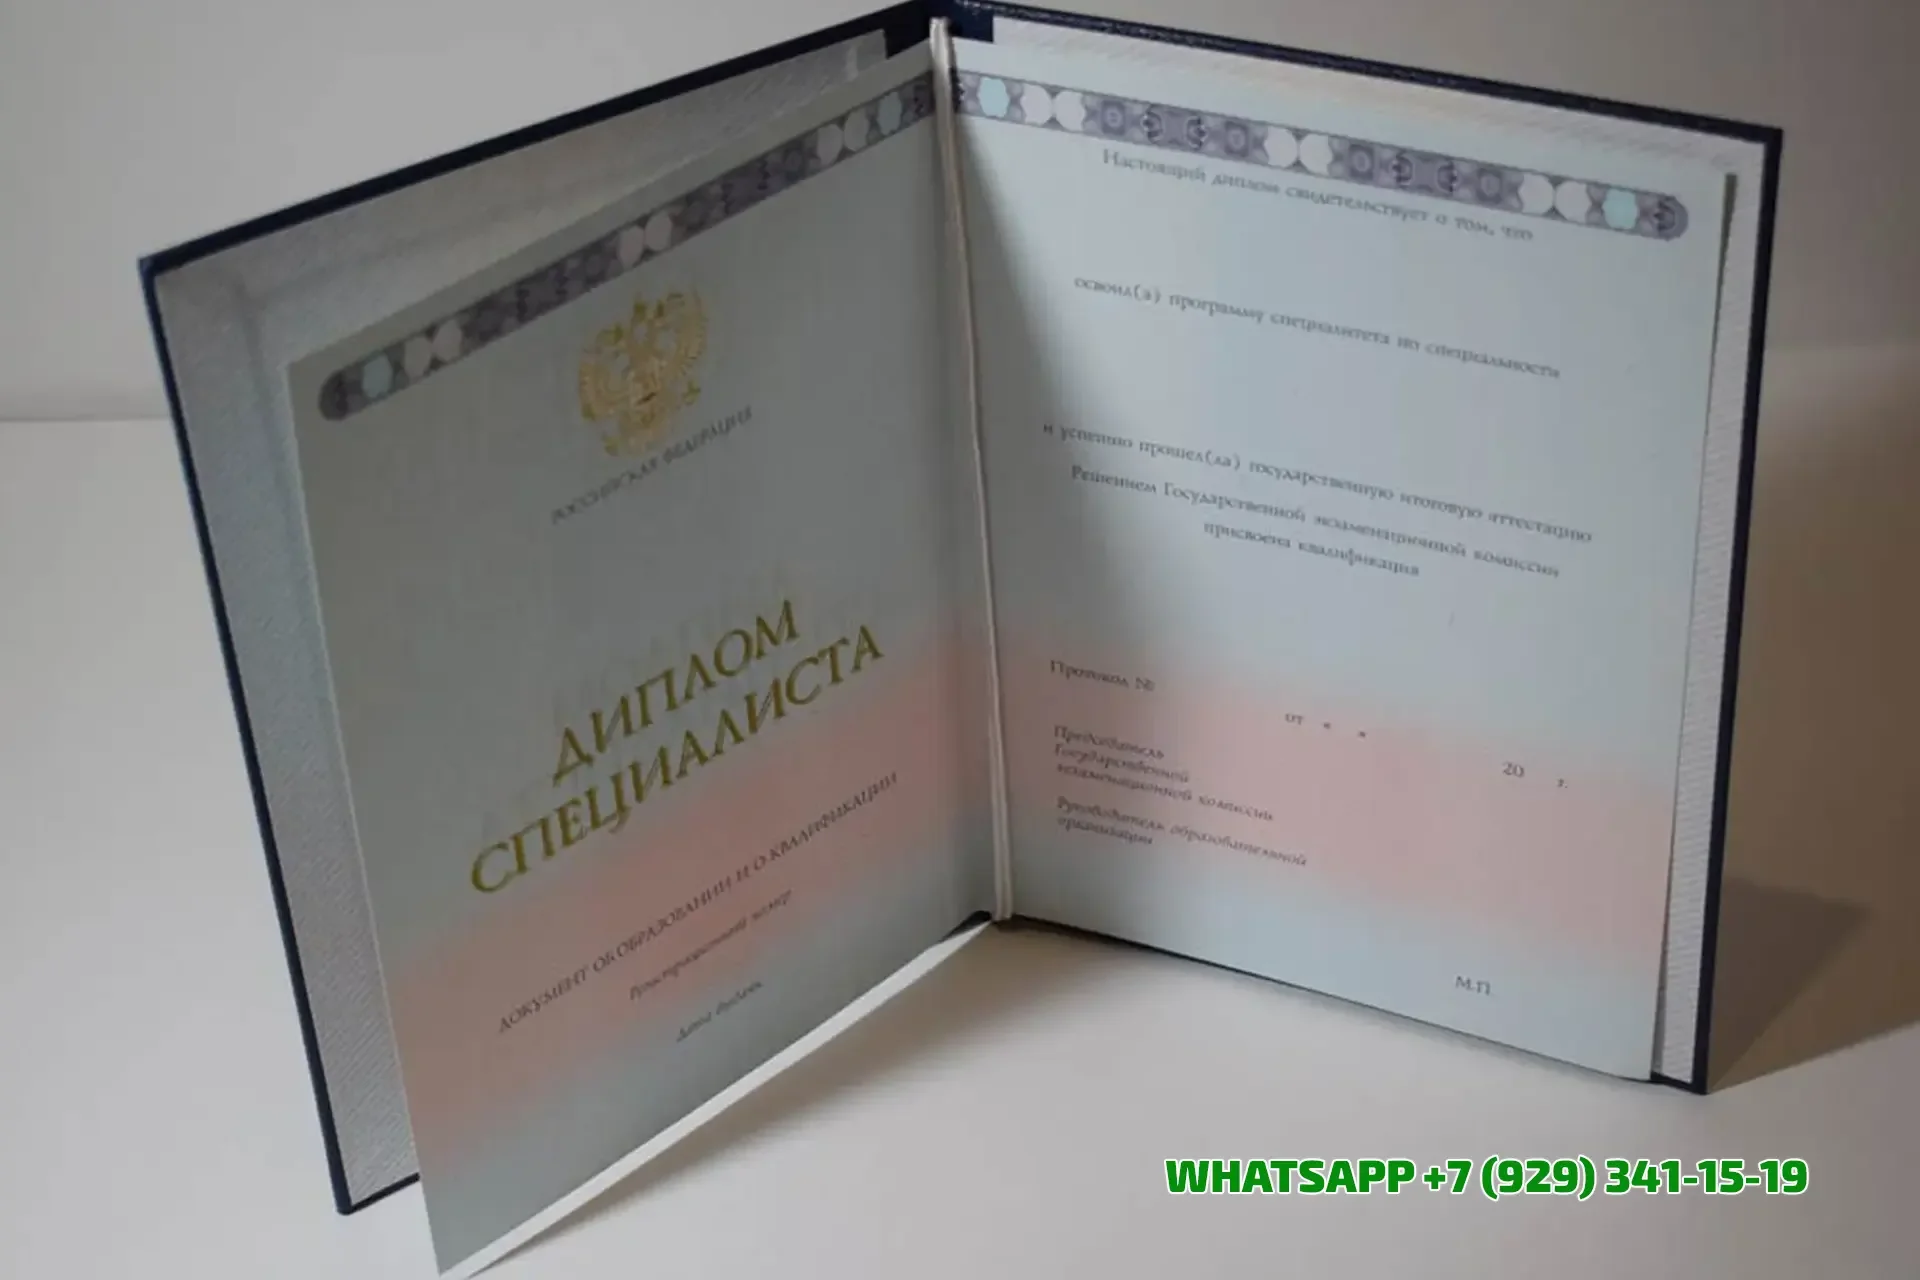 РОССИЙСКАЯ ФЕДЕРАЦИЯ
ДИПЛОМ
СПЕЦИАЛИСТА
ДОКУМЕНТ ОБ ОБРАЗОВАНИИ И О КВАЛИФИКАЦИИ
Регистрационный номер
Дата выдачи
Настоящий диплом свидетельствует о том, что
освоил(а) программу специалитета по специальности
и успешно прошел(ла) государственную итоговую аттестацию
Решением Государственной экзаменационной комиссии
присвоена квалификация
Протокол №
от « »
20 г.
Председатель
Государственной
экзаменационной комиссии
Руководитель образовательной
организации
М.П.
WHATSAPP +7 (929) 341-15-19